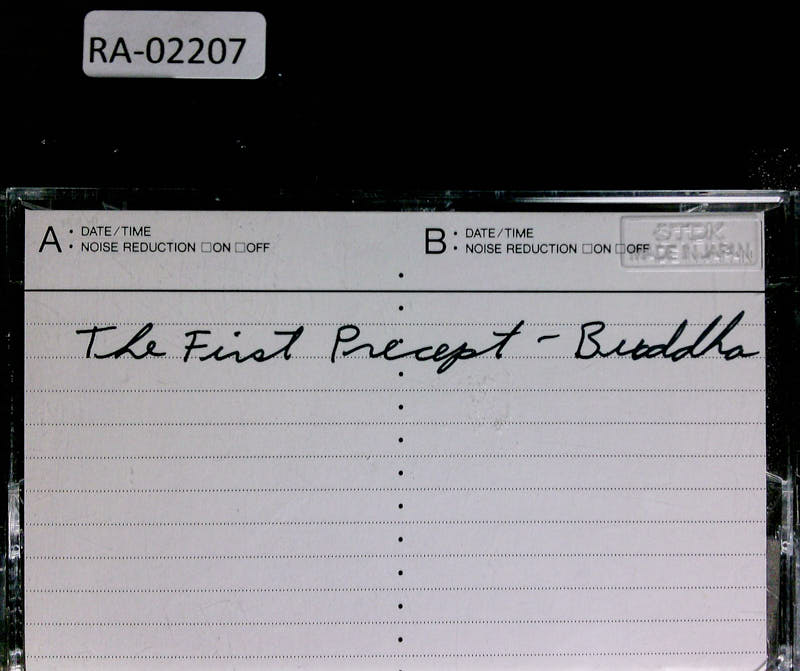 RA-02207
A • DATE/TIME
• NOISE REDUCTION □ON □OFF
B • DATE/TIME
• NOISE REDUCTION □ON □OFF
TDK
MADE IN JAPAN
The First Precept - Buddha